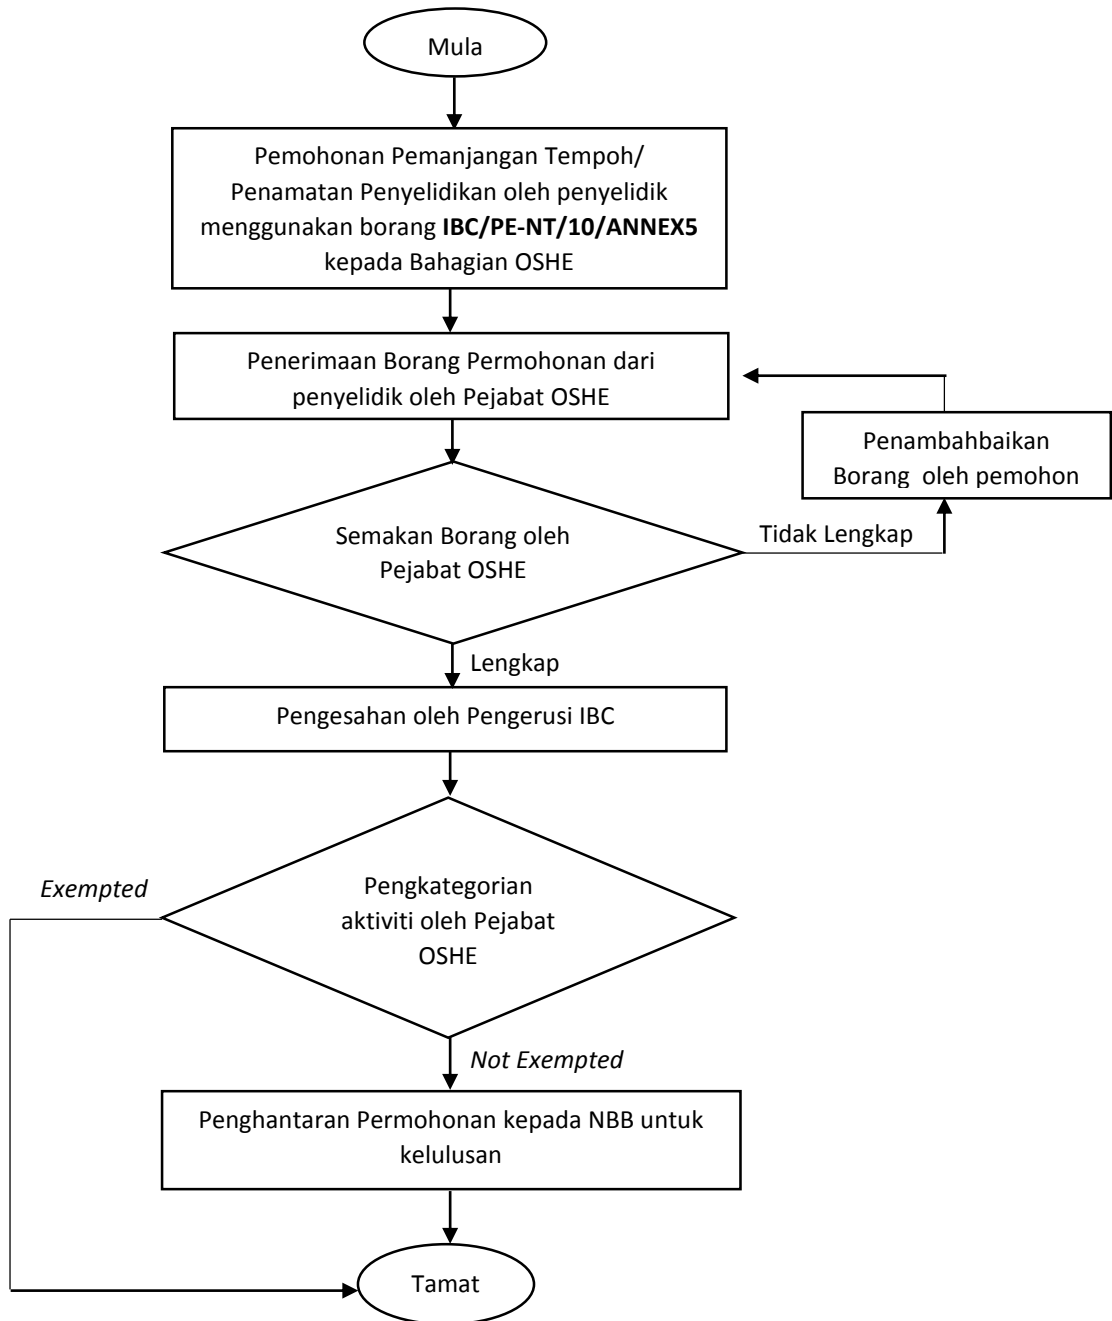 Mula
Pemohonan Pemanjangan Tempoh/
Penamatan Penyelidikan oleh penyelidik
menggunakan borang IBC/PE-NT/10/ANNEX5
kepada Bahagian OSHE
Penerimaan Borang Permohonan dari
penyelidik oleh Pejabat OSHE
Penambahbaikan
Borang oleh pemohon
Semakan Borang oleh
Pejabat OSHE
Tidak Lengkap
Lengkap
Pengesahan oleh Pengerusi IBC
Exempted
Pengkategorian
aktiviti oleh Pejabat
OSHE
Not Exempted
Penghantaran Permohonan kepada NBB untuk
kelulusan
Tamat